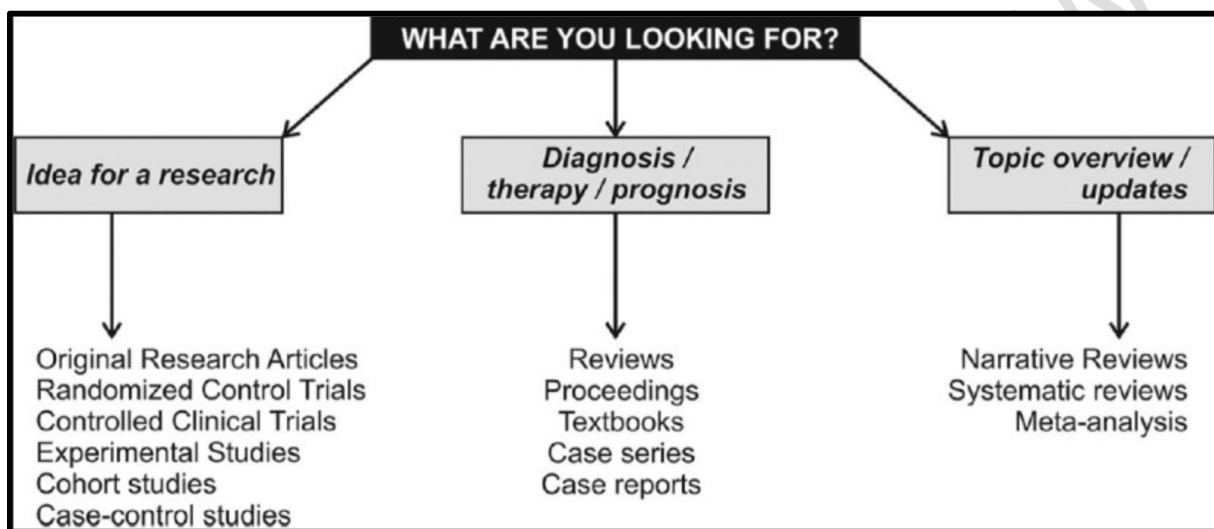 WHAT ARE YOU LOOKING FOR?
Idea for a research
Diagnosis /
therapy / prognosis
Topic overview /
updates
Original Research Articles
Randomized Control Trials
Controlled Clinical Trials
Experimental Studies
Cohort studies
Case-control studies
Reviews
Proceedings
Textbooks
Case series
Case reports
Narrative Reviews
Systematic reviews
Meta-analysis